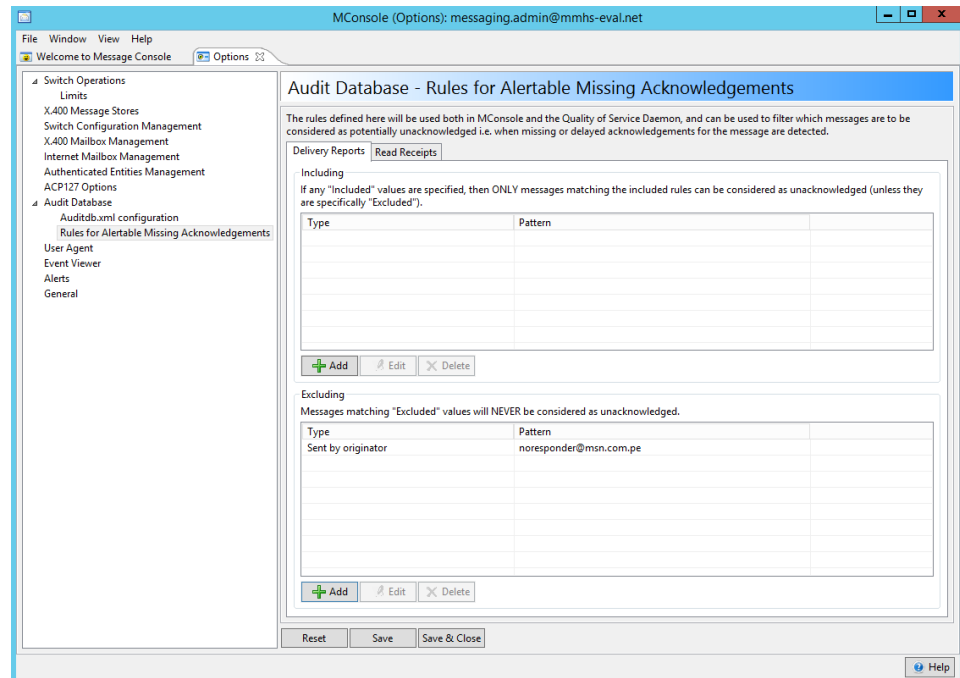 MConsole (Options): messaging.admin@mmhs-eval.net
File Window View Help
Welcome to Message Console Options
Switch Operations
Limits
X.400 Message Stores
Switch Configuration Management
X.400 Mailbox Management
Internet Mailbox Management
Authenticated Entities Management
ACP127 Options
Audit Database
Auditdb.xml configuration
Rules for Alertable Missing Acknowledgements
User Agent
Event Viewer
Alerts
General
Audit Database - Rules for Alertable Missing Acknowledgements
The rules defined here will be used both in MConsole and the Quality of Service Daemon, and can be used to filter which messages are to be
considered as potentially unacknowledged i.e. when missing or delayed acknowledgements for the message are detected.
Delivery Reports Read Receipts
Including
If any "Included" values are specified, then ONLY messages matching the included rules can be considered as unacknowledged (unless they
are specifically "Excluded").
Type Pattern
Add Edit Delete
Excluding
Messages matching "Excluded" values will NEVER be considered as unacknowledged.
Type Pattern
Sent by originator noresponder@msn.com.pe
Add Edit Delete
Reset Save Save & Close
Help